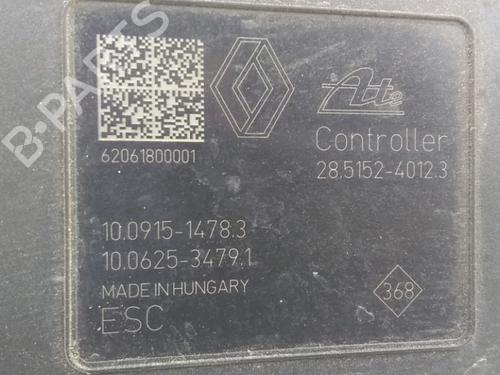 B-PARTS
Ate
Controller
62061800001
28.5152-4012.3
10.0915-1478.3
10.0625-3479.1
MADE IN HUNGARY
ESC
368